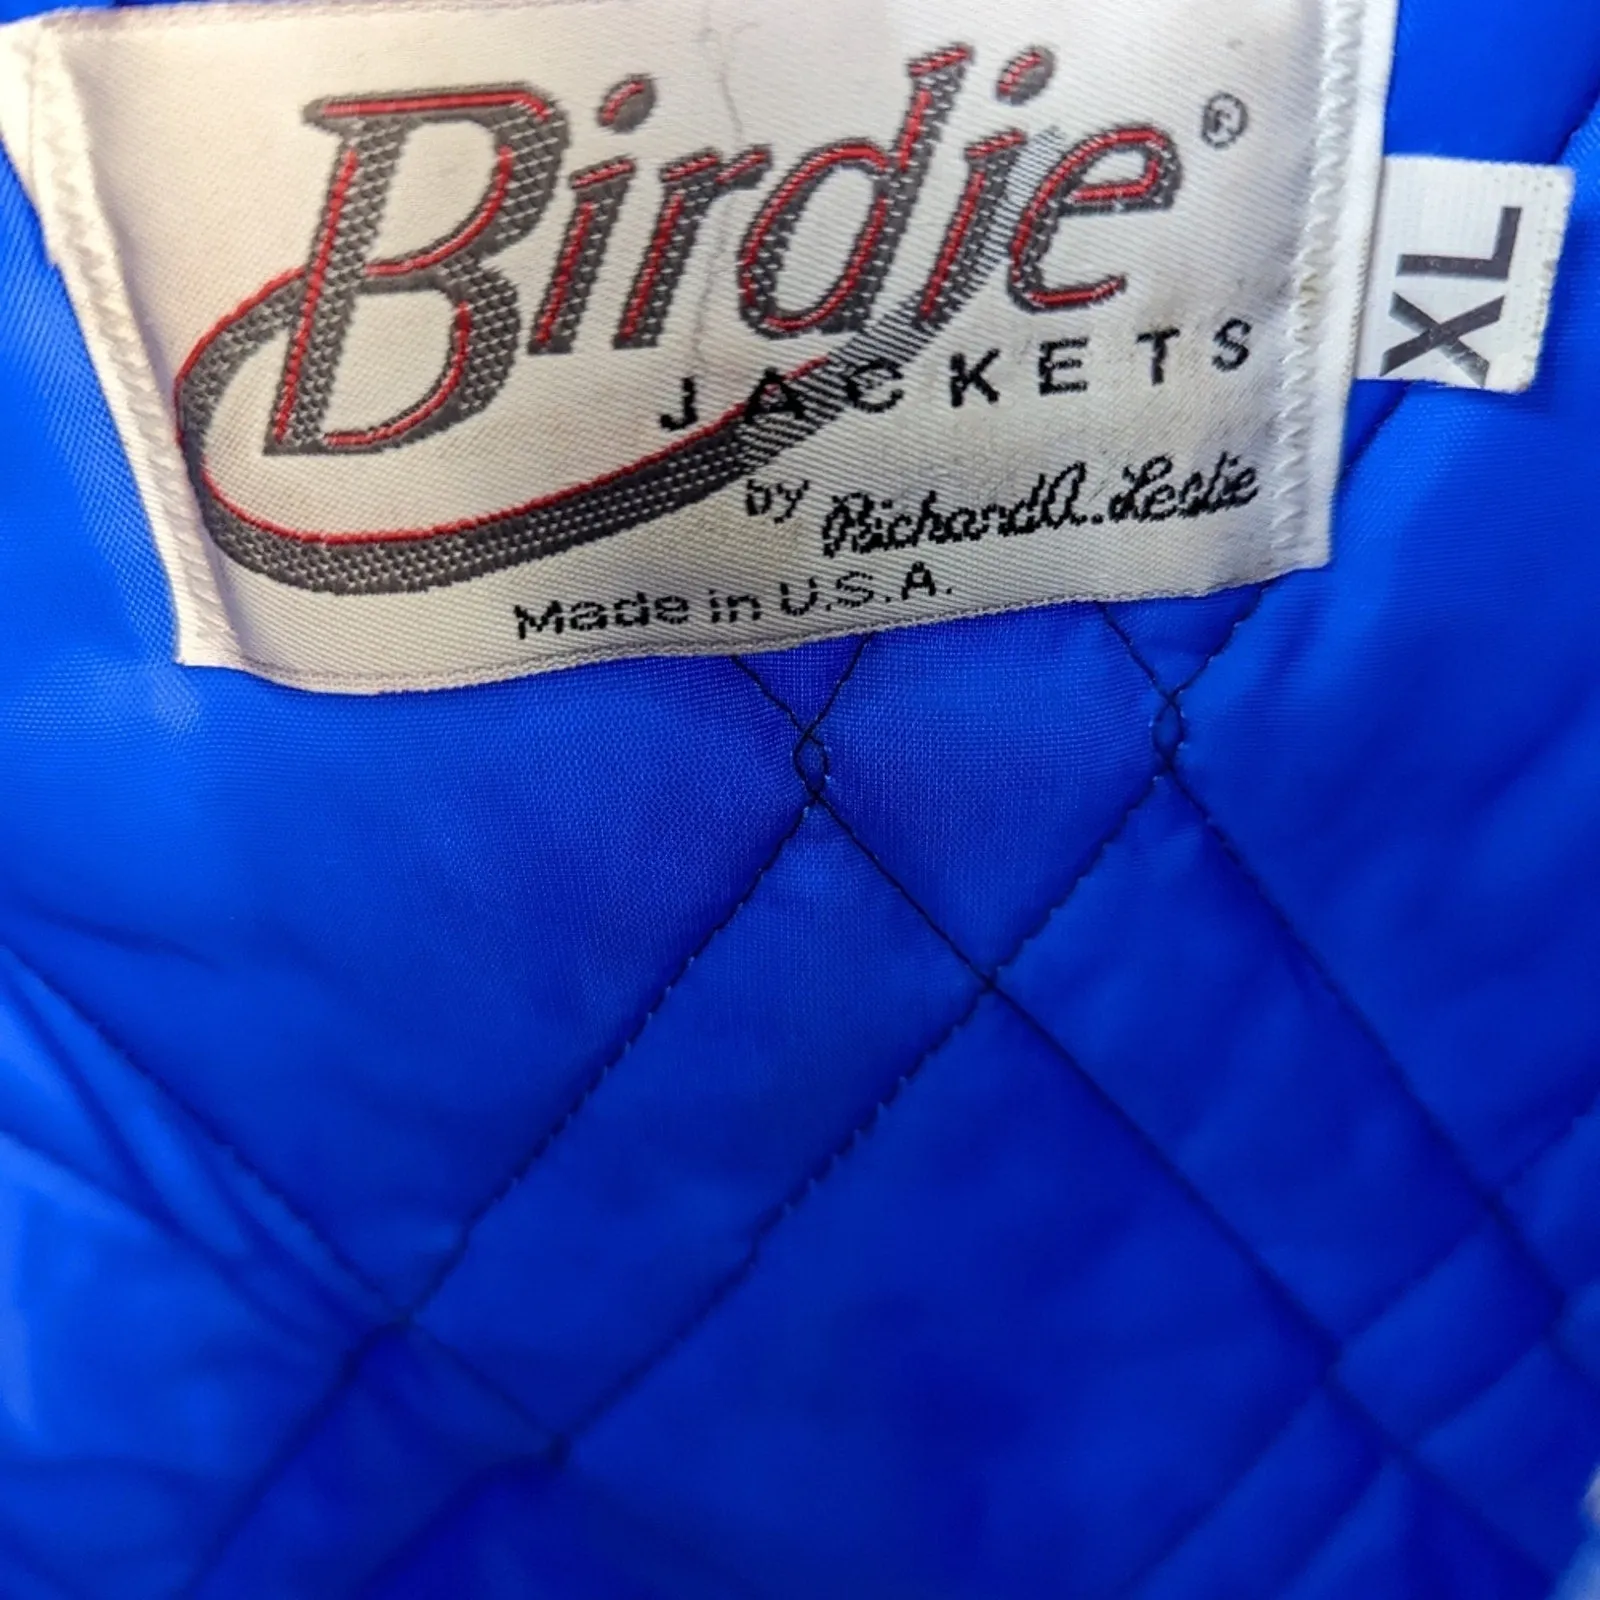 Birdie®
JACKETS
by Richard A. Leslie
Made in U.S.A.
XL